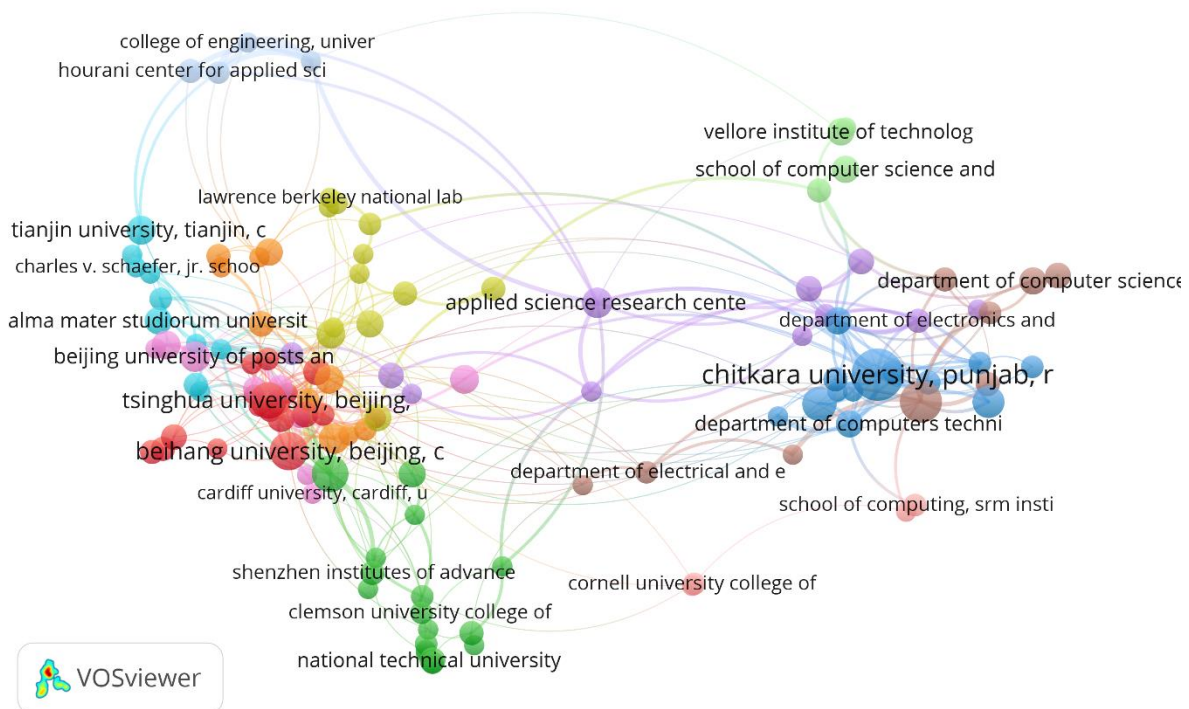 college of engineering, univer
hourani center for applied sci
vellore institute of technolog
school of computer science and
lawrence berkeley national lab
tianjin university, tianjin, c
charles v. schaefer, jr. schoo
department of computer science
applied science research cente
alma mater studiorum universit
department of electronics and
beijing university of posts an
chitkara university, punjab, r
tsinghua university, beijing,
department of computers techni
beihang university, beijing, c
department of electrical and e
cardiff university, cardiff, u
school of computing, srm insti
shenzhen institutes of advance
cornell university college of
clemson university college of
national technical university
VOSviewer